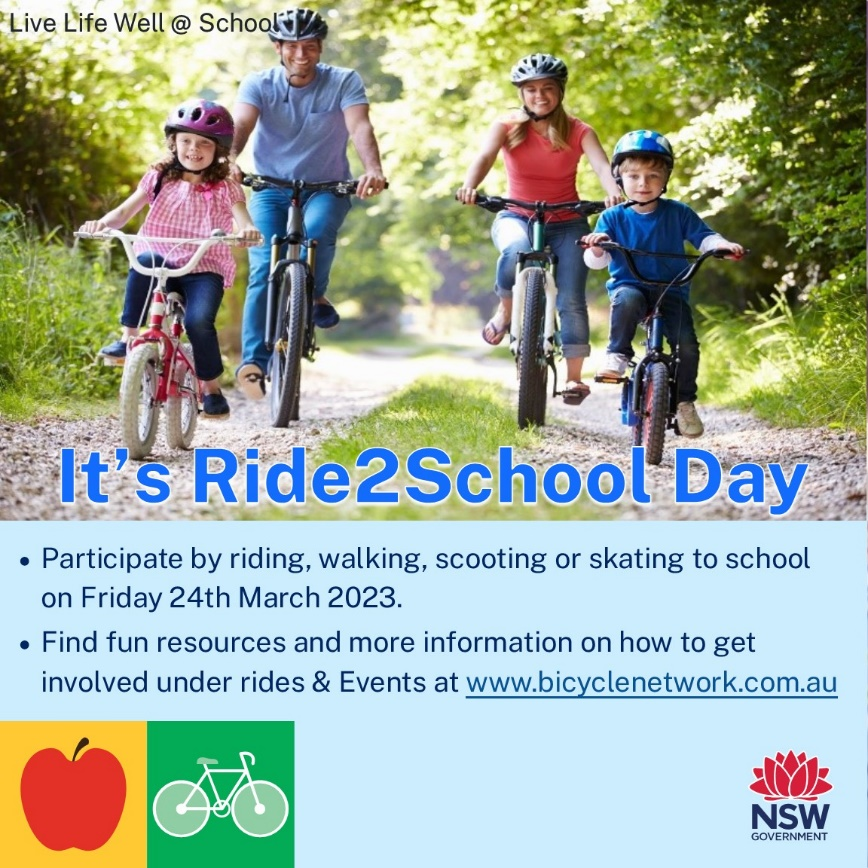 Live Life Well @ School
It's Ride2School Day
• Participate by riding, walking, scooting or skating to school
on Friday 24th March 2023.
• Find fun resources and more information on how to get
involved under rides & Events at www.bicyclenetwork.com.au
NSW
GOVERNMENT